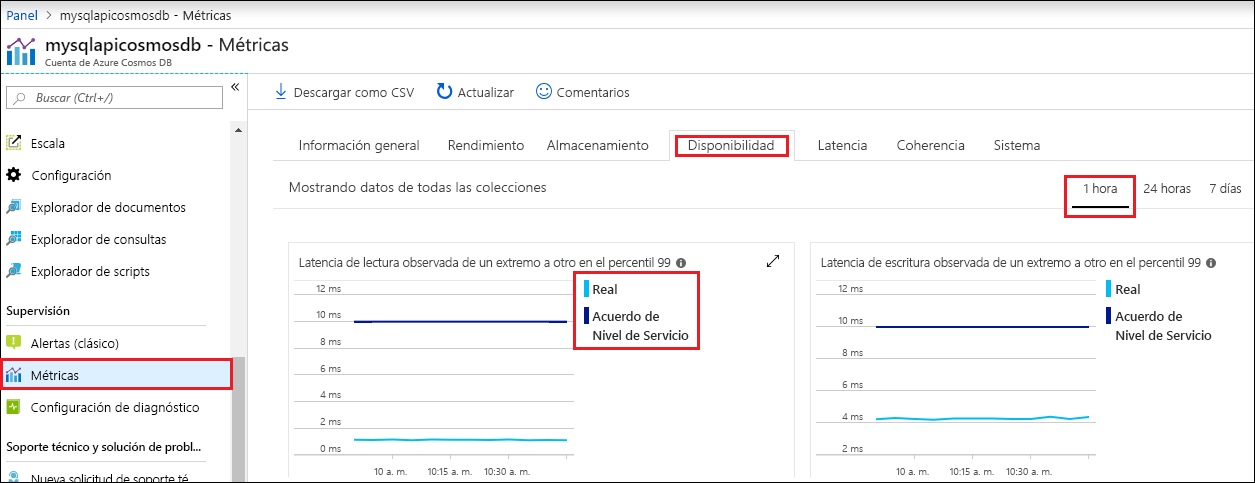 Panel > mysqlapicosmosdb - Métricas
mysqlapicosmosdb - Métricas
Cuenta de Azure Cosmos DB
Buscar (Ctrl+/)
«
Escala
Configuración
Explorador de documentos
Explorador de consultas
Explorador de scripts
Supervisión
Alertas (clásico)
Métricas
Configuración de diagnóstico
Soporte técnico y solución de probl...
Nueva solicitud de soporte té
Descargar como CSV Actualizar Comentarios
Información general Rendimiento Almacenamiento Disponibilidad Latencia Coherencia Sistema
Mostrando datos de todas las colecciones 1 hora 24 horas 7 días
Latencia de lectura observada de un extremo a otro en el percentil 99
12 ms
10 ms
8 ms
6 ms
4 ms
2 ms
0 ms
10 a. m. 10:15 a. m. 10:30 a. m.
Real
Acuerdo de
Nivel de Servicio
Latencia de escritura observada de un extremo a otro en el percentil 99
12 ms
10 ms
8 ms
6 ms
4 ms
2 ms
10 a. m. 10:15 a. m. 10:30 a. m.
Real
Acuerdo de
Nivel de Servicio